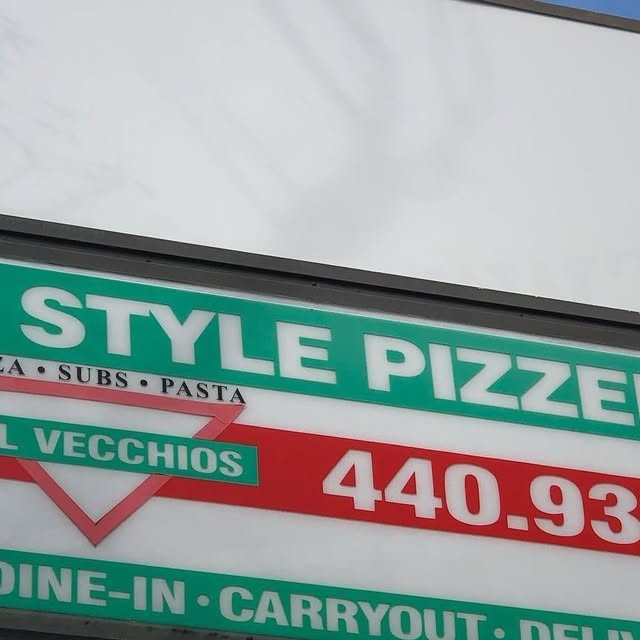 STYLE PIZZE
ZA • SUBS • PASTA
L VECCHIOS
440.93
DINE-IN • CARRYOUT • DELI